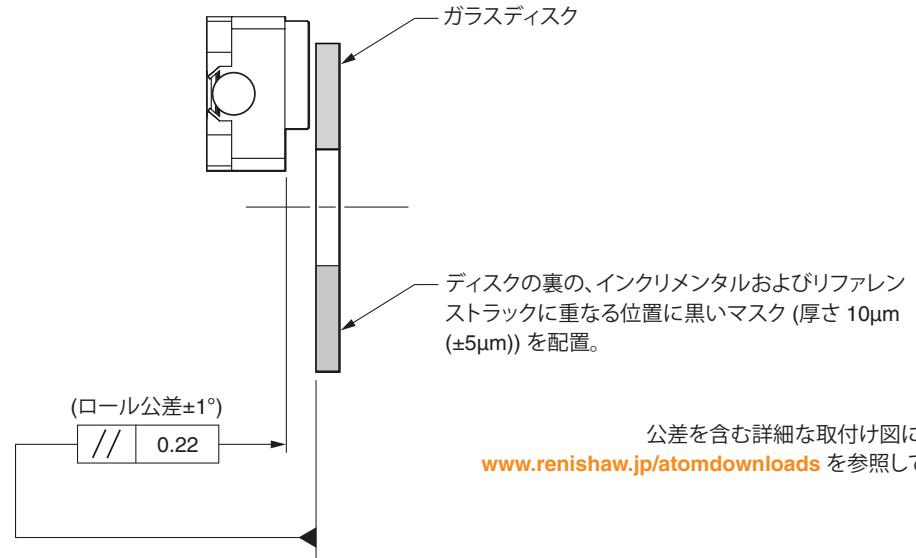 ガラスディスク
ディスクの裏の、インクリメンタルおよびリファレン
ストラックに重なる位置に黒いマスク (厚さ 10µm
(±5µm)) を配置。
(ロール公差±1°)
// 0.22
公差を含む詳細な取付け図に
www.renishaw.jp/atomdownloads を参照して